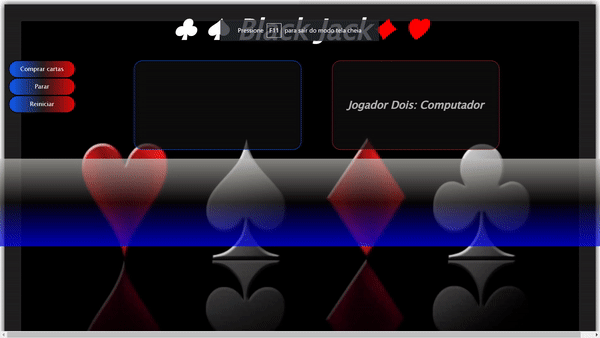 Black Jack
Pressione F11 para sair do modo tela cheia
Comprar cartas
Parar
Reiniciar
Jogador Dois: Computador